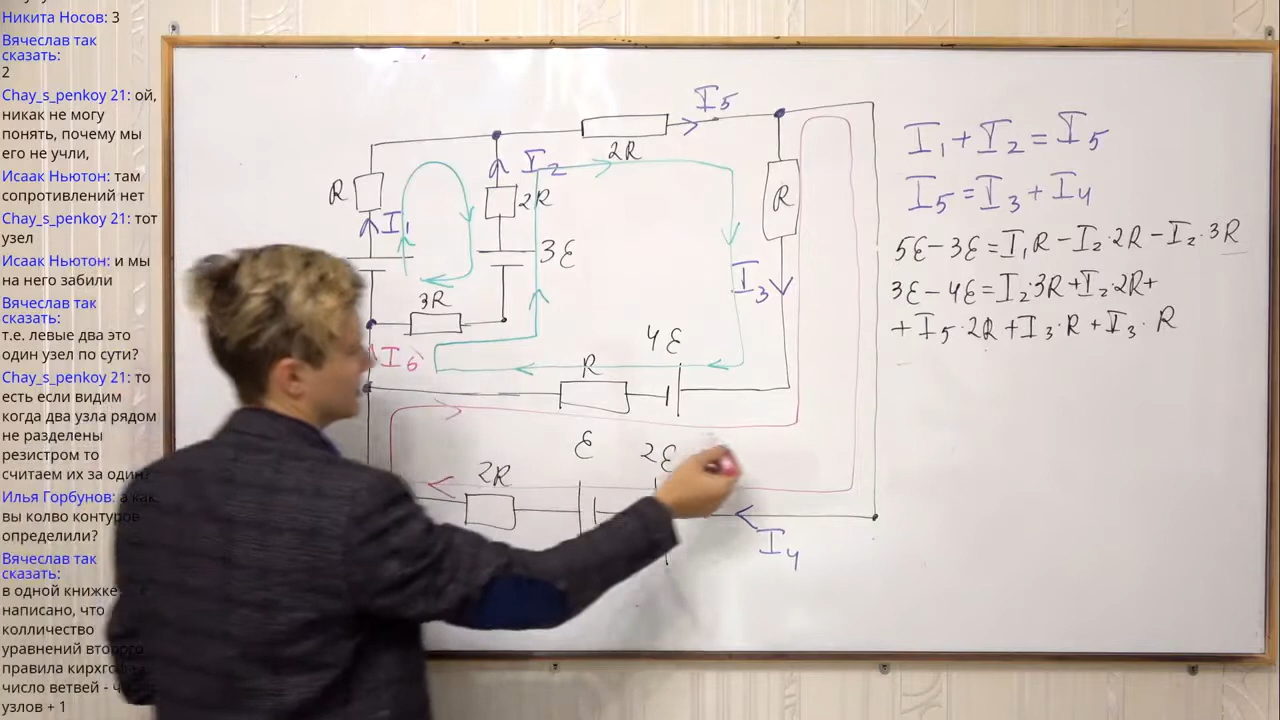 Никита Носов: 3
Вячеслав так
сказать:
2
Chay_s_penkoy 21: ой,
никак не могу
понять, почему мы
его не учли,
Исаак Ньютон: там
сопротивлений нет
Chay_s_penkoy 21: тот
узел
Исаак Ньютон: и мы
на него забили
Вячеслав так
сказать:
т.е. левые два это
один узел по сути?
Chay_s_penkoy 21: то
есть если видим
когда два узла рядом
не разделены
резистром то
считаем их за один?
Илья Горбунов: а как
вы колво контуров
определили?
Вячеслав так
сказать:
в одной книжке
написано, что
колличество
уравнений второго
правила
число ветвей -
узлов + 1
I5
2R
R
I2
2R
I1
3ε
3R
I6
R
I3
4ε
R
ε
2ε
2R
I4
I1 + I2 = I5
I5 = I3 + I4
5ε − 3ε = I1R − I2·2R − I2·3R
3ε − 4ε = I2·3R + I2·2R +
+ I5·2R + I3·R + I3·R